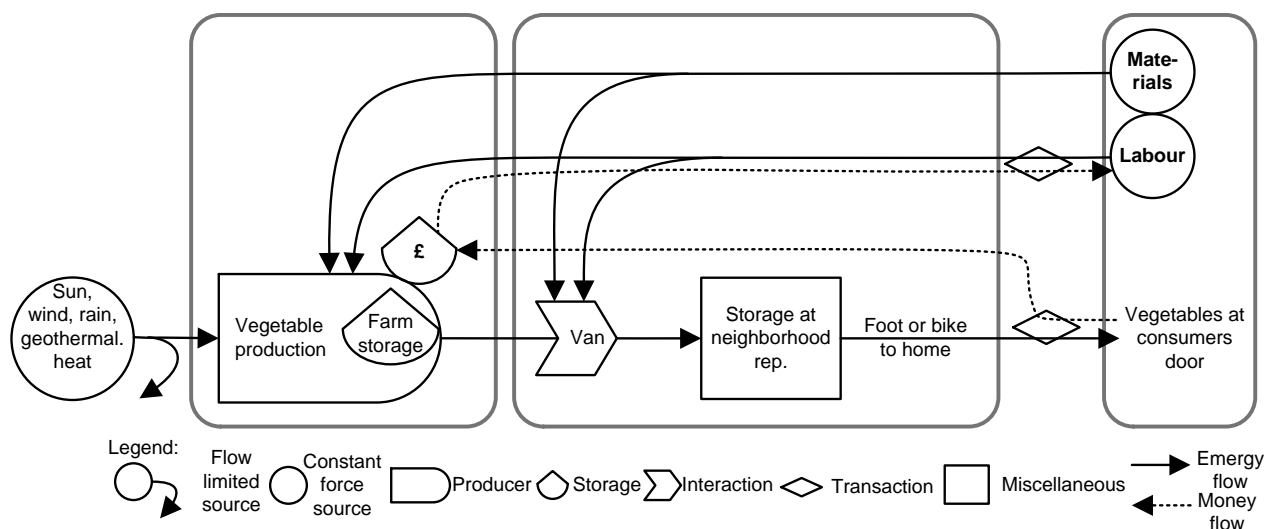 Mate-
rials
Labour
£
Sun,
wind, rain,
geothermal.
heat
Vegetable
production
Farm
storage
Van
Storage at
neighborhood
rep.
Foot or bike
to home
Vegetables at
consumers
door
Legend:
Flow
limited
source
Constant
force
source
Producer
Storage
Interaction
Transaction
Miscellaneous
Emergy
flow
Money
flow